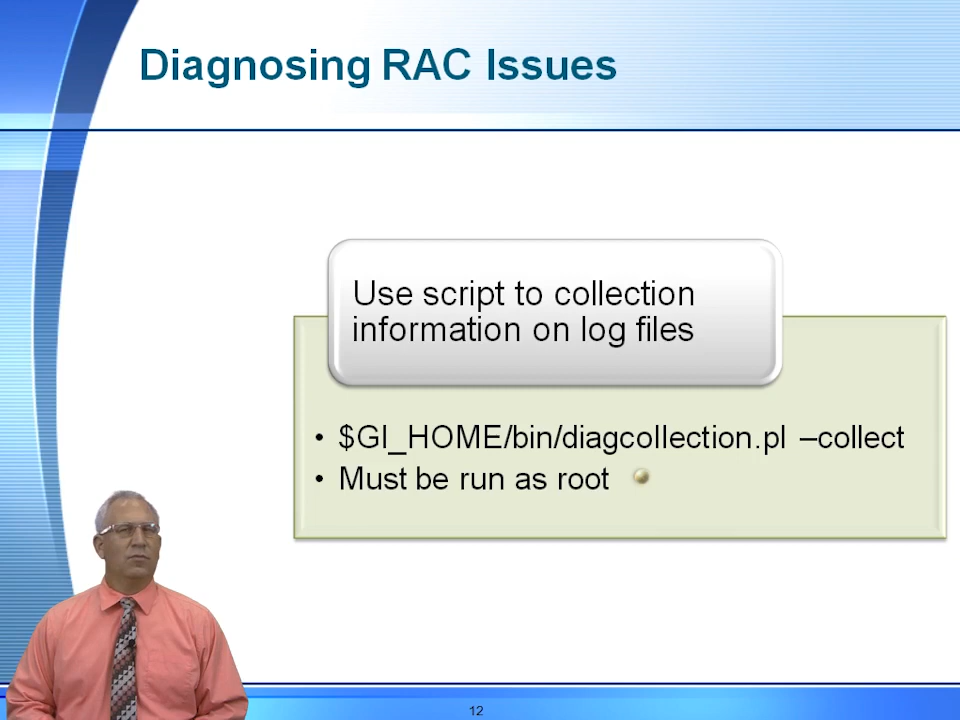 Diagnosing RAC Issues
Use script to collection
information on log files
• $GI_HOME/bin/diagcollection.pl –collect
• Must be run as root
12